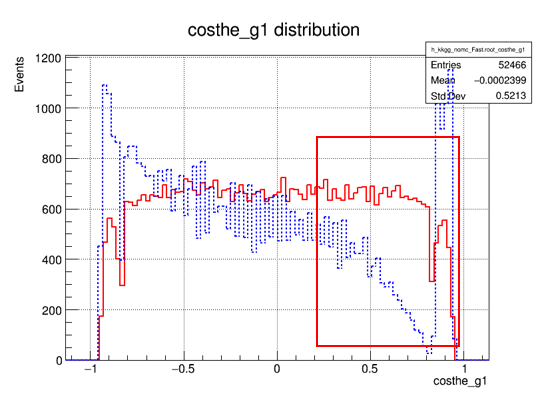 costhe_g1 distribution
h_kkgg_nomc_Fast.root_costhe_g1
Entries 52466
Mean −0.0002399
Std Dev 0.5213
Events
1200
1000
800
600
400
200
0
−1 −0.5 0 0.5 1
costhe_g1